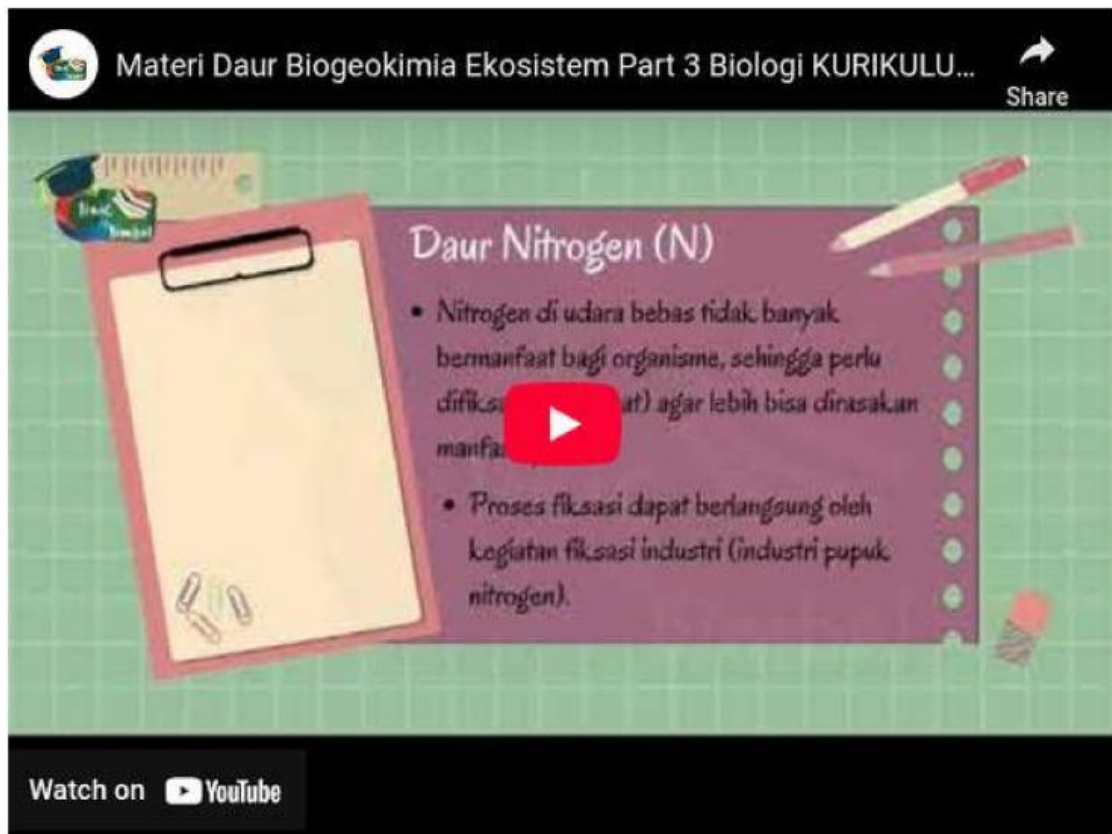 Materi Daur Biogeokimia Ekosistem Part 3 Biologi KURIKULU...
Share
Daur Nitrogen (N)
• Nitrogen di udara bebas tidak banyak
bermanfaat bagi organisme, sehingga perlu
agar lebih bisa dirasakan
• Proses fiksasi dapat berlangsung oleh
kegiatan fiksasi industri (industri pupuk
nitrogen).
Watch on YouTube